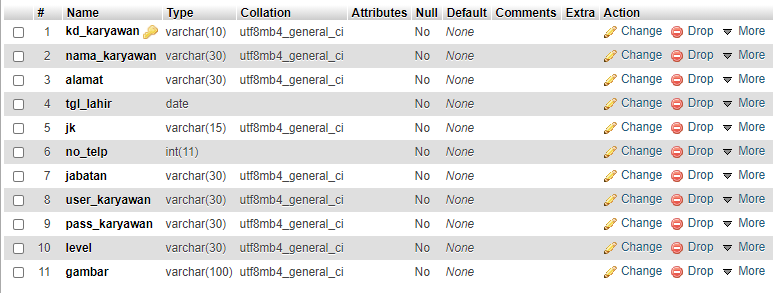 # Name Type Collation Attributes Null Default Comments Extra Action
1 kd_karyawan varchar(10) utf8mb4_general_ci No None Change Drop More
2 nama_karyawan varchar(30) utf8mb4_general_ci No None Change Drop More
3 alamat varchar(30) utf8mb4_general_ci No None Change Drop More
4 tgl_lahir date No None Change Drop More
5 jk varchar(15) utf8mb4_general_ci No None Change Drop More
6 no_telp int(11) No None Change Drop More
7 jabatan varchar(30) utf8mb4_general_ci No None Change Drop More
8 user_karyawan varchar(30) utf8mb4_general_ci No None Change Drop More
9 pass_karyawan varchar(30) utf8mb4_general_ci No None Change Drop More
10 level varchar(30) utf8mb4_general_ci No None Change Drop More
11 gambar varchar(100) utf8mb4_general_ci No None Change Drop More